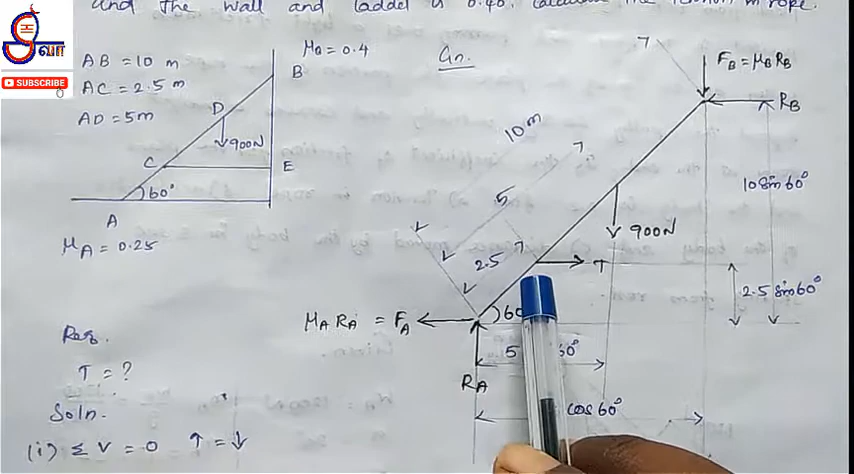 and the wall and ladder is 0.40. Calculate the tension in rope.
வா
SUBSCRIBE
AB = 10 m
AC = 2.5 m
AD = 5m
μB = 0.4
B
D
900N
C
E
60°
A
μA = 0.25
Gn.
FB = μB RB
RB
10m
5
2.5
10 sin 60°
900N
T
2.5 sin 60°
μA RA = FA
60
5 60°
RA
cos 60°
Req.
T = ?
Soln.
(i) Σ V = 0 ↑ = ↓